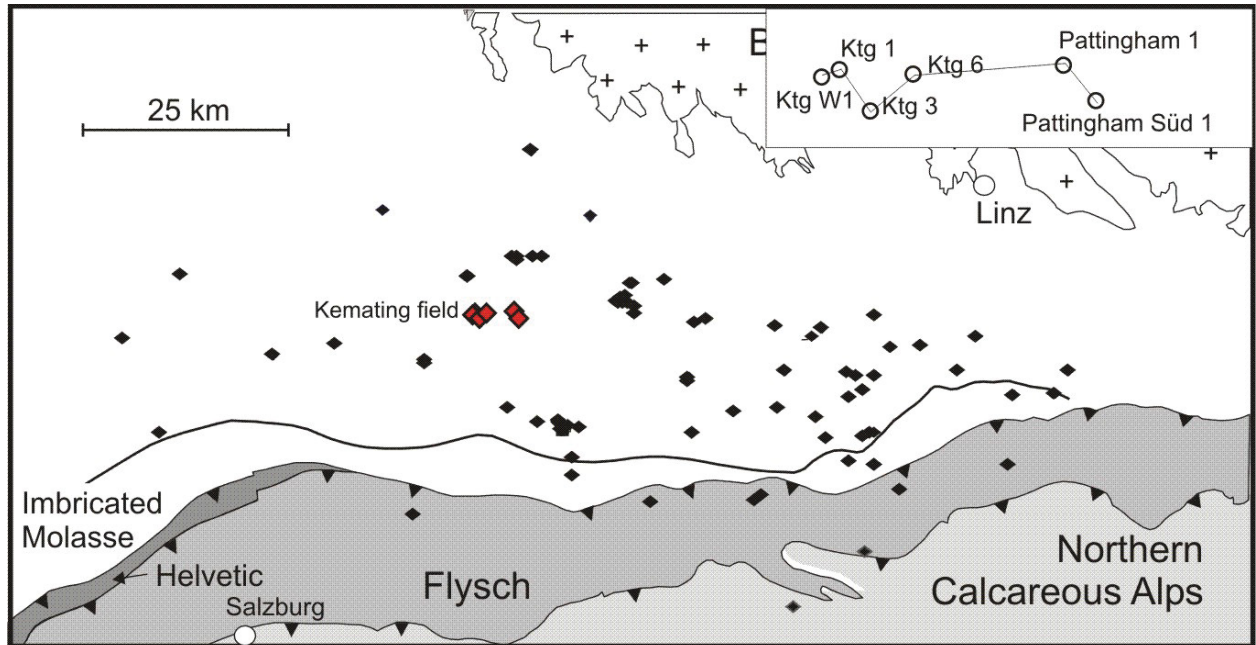 25 km
B
Pattingham 1
Ktg 1
Ktg 6
Ktg W1
Ktg 3
Pattingham Süd 1
Linz
Kemating field
Imbricated
Molasse
Helvetic
Flysch
Salzburg
Northern
Calcareous Alps